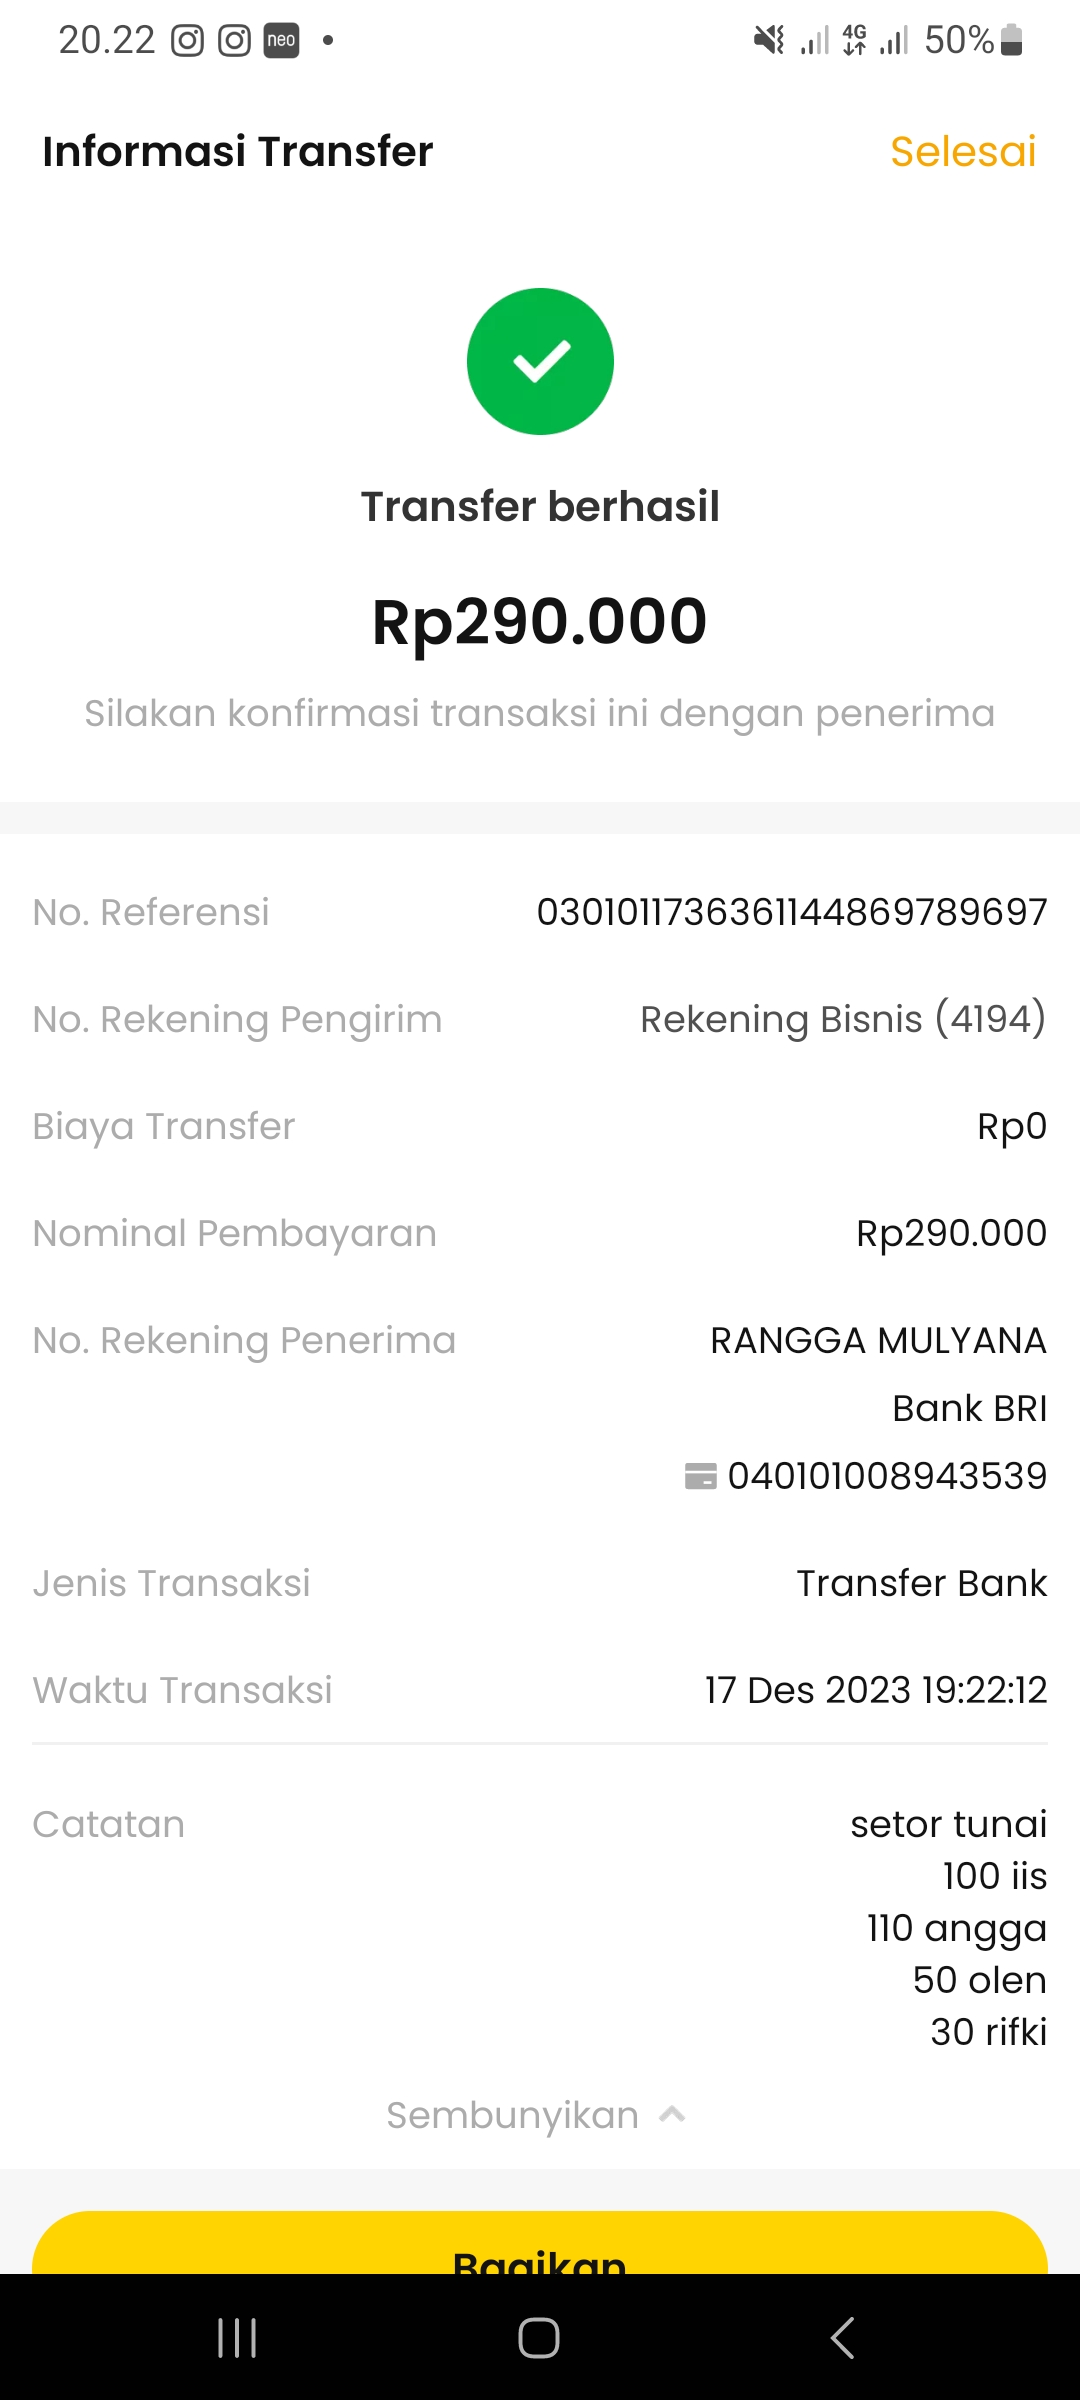 20.22 neo 4G 50%
Informasi Transfer Selesai
Transfer berhasil
Rp290.000
Silakan konfirmasi transaksi ini dengan penerima
No. Referensi 0301011736361144869789697
No. Rekening Pengirim Rekening Bisnis (4194)
Biaya Transfer Rp0
Nominal Pembayaran Rp290.000
No. Rekening Penerima RANGGA MULYANA
Bank BRI
040101008943539
Jenis Transaksi Transfer Bank
Waktu Transaksi 17 Des 2023 19:22:12
Catatan setor tunai
100 iis
110 angga
50 olen
30 rifki
Sembunyikan
Bagikan